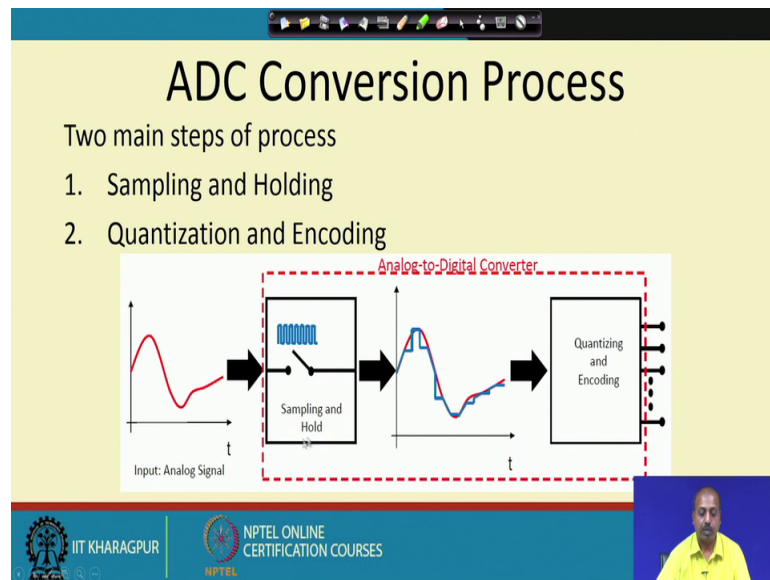 ADC Conversion Process
Two main steps of process
1. Sampling and Holding
2. Quantization and Encoding
Analog-to-Digital Converter
Sampling and
Hold
Quantizing
and
Encoding
t
t
Input: Analog Signal
IIT KHARAGPUR
NPTEL
NPTEL ONLINE
CERTIFICATION COURSES